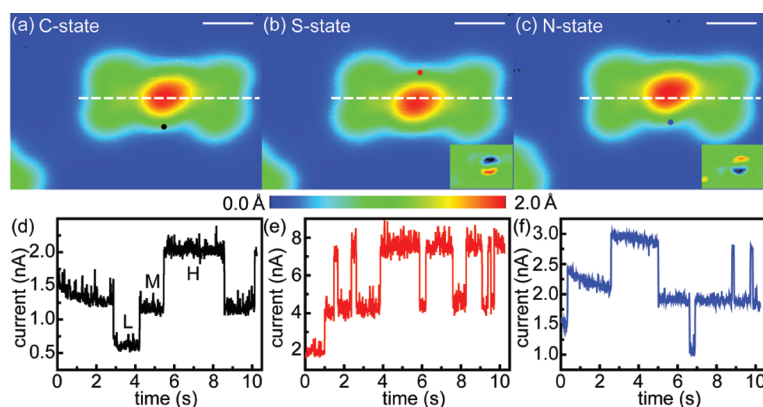 (a) C-state
(b) S-state
(c) N-state
0.0 Å
2.0 Å
(d)
2.0
1.5
1.0
0.5
current (nA)
L
M
H
0 2 4 6 8 10
time (s)
(e)
8
6
4
2
current (nA)
0 2 4 6 8 10
time (s)
(f)
3.0
2.5
2.0
1.5
1.0
current (nA)
0 2 4 6 8 10
time (s)